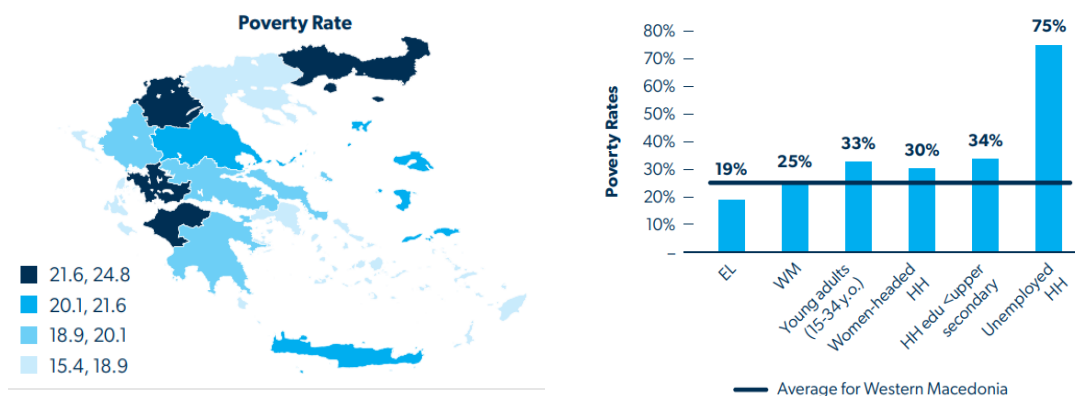 Poverty Rate
21.6, 24.8
20.1, 21.6
18.9, 20.1
15.4, 18.9
Poverty Rates
80%
70%
60%
50%
40%
30%
20%
10%
–
19%
25%
33%
30%
34%
75%
EL
WM
Young adults
(15-34 y.o.)
Women-headed
HH
HH edu <upper
secondary
Unemployed
HH
Average for Western Macedonia